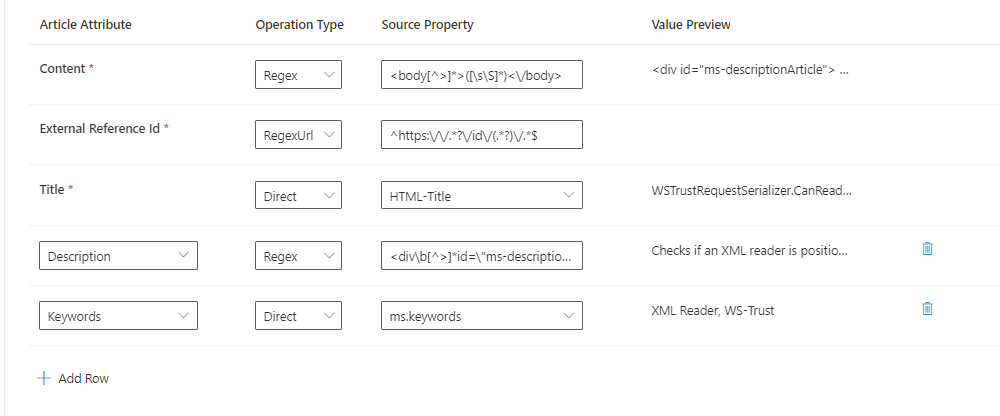 Article Attribute Operation Type Source Property Value Preview
Content * Regex <body[^>]*>([\s\S]*)<\/body> <div id="ms-descriptionArticle"> ...
External Reference Id * RegexUrl ^https:\/\/.*?\/id\/(.*?)\/.*$
Title * Direct HTML-Title WSTrustRequestSerializer.CanRead...
Description Regex <div\b[^>]*id=\"ms-descriptio... Checks if an XML reader is positio...
Keywords Direct ms.keywords XML Reader, WS-Trust
Add Row